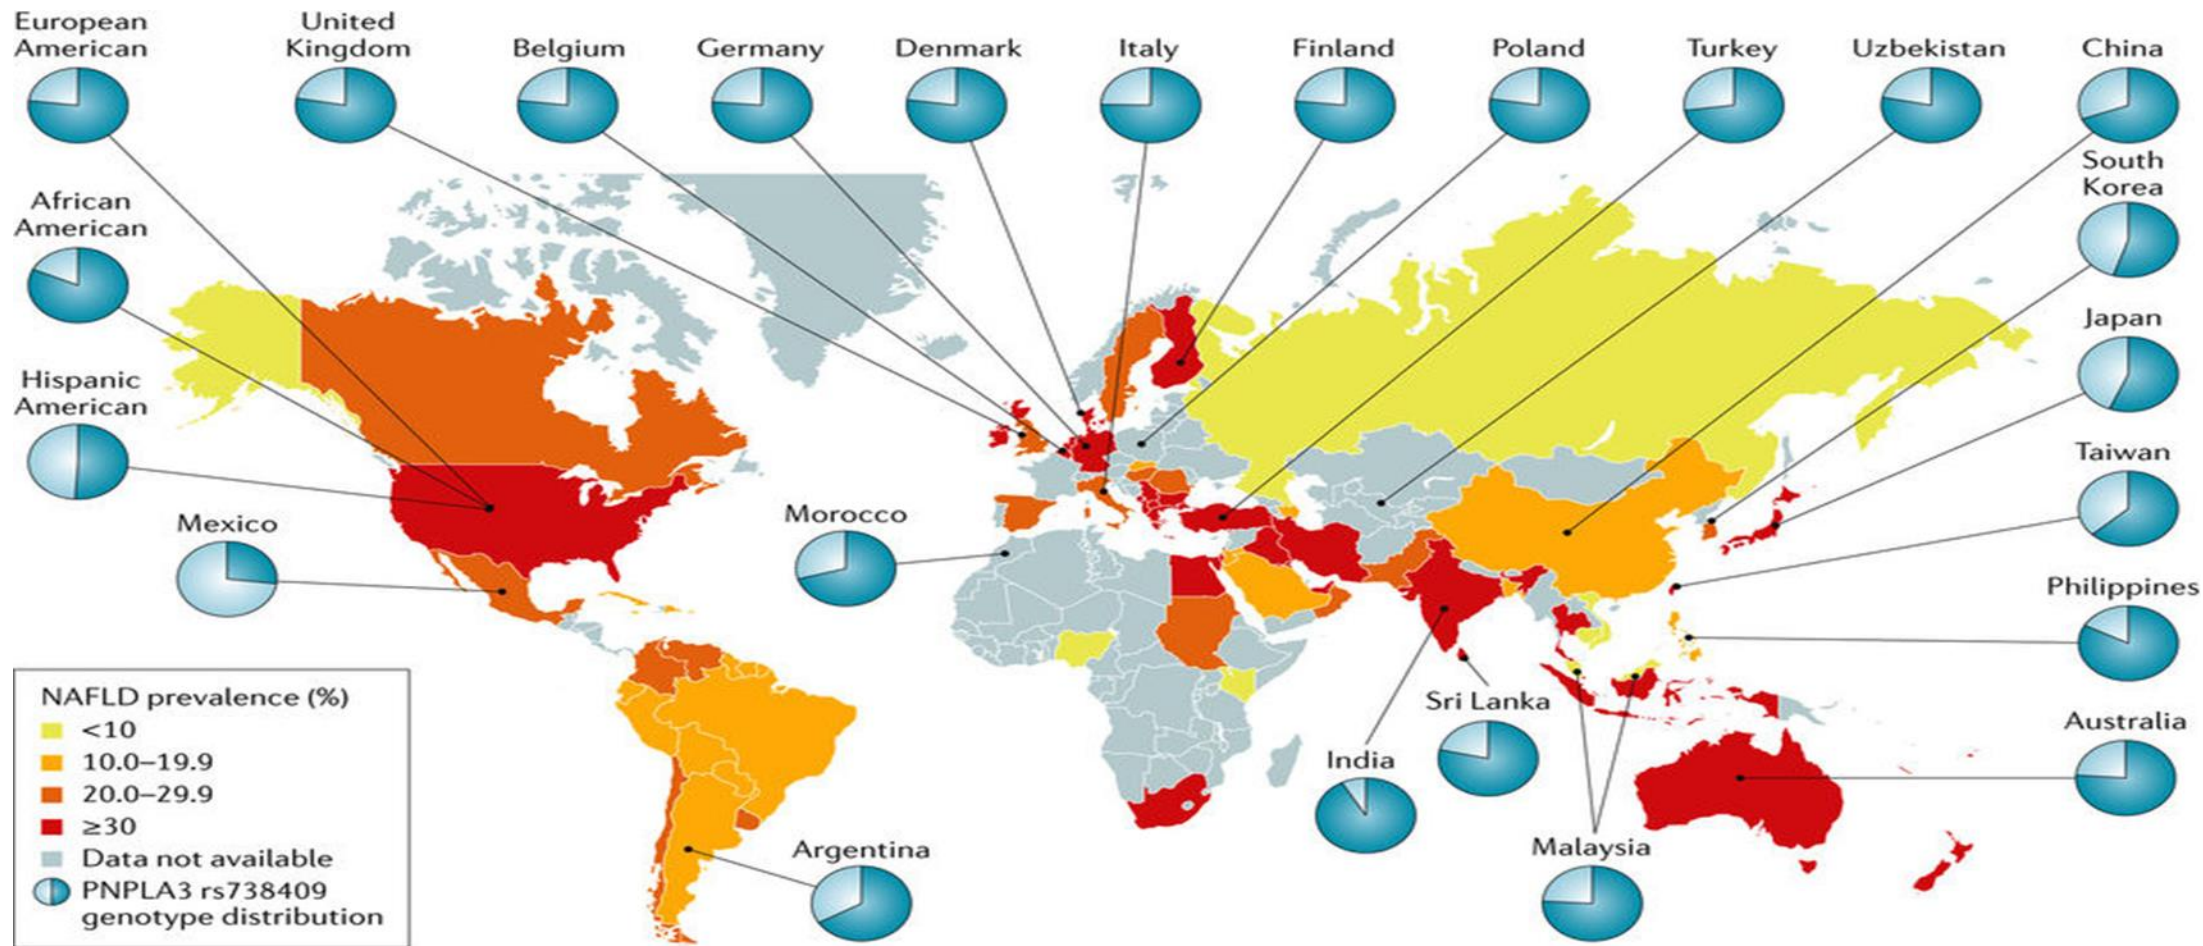 European
American
United
Kingdom
Belgium
Germany
Denmark
Italy
Finland
Poland
Turkey
Uzbekistan
China
South
Korea
African
American
Japan
Hispanic
American
Taiwan
Mexico
Morocco
Philippines
NAFLD prevalence (%)
<10
10.0–19.9
20.0–29.9
≥30
Data not available
PNPLA3 rs738409
genotype distribution
Sri Lanka
India
Australia
Argentina
Malaysia